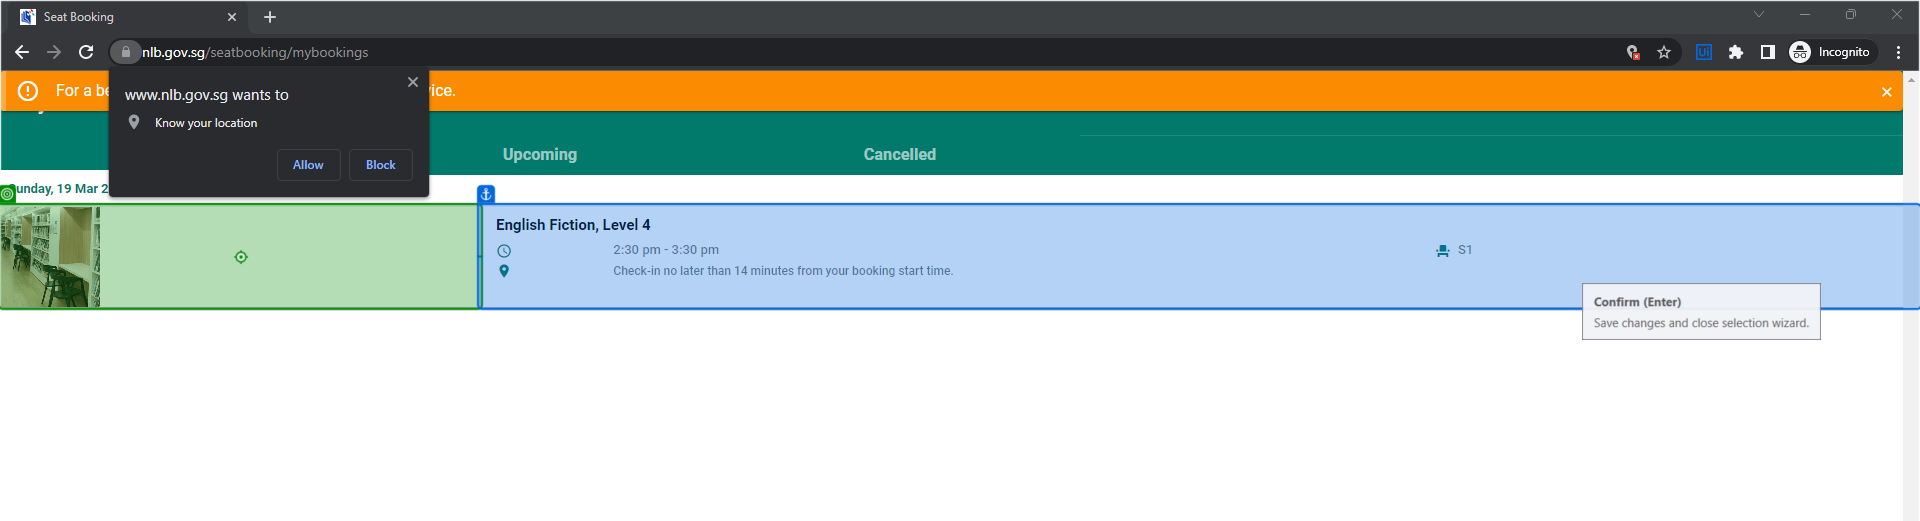 Seat Booking
nlb.gov.sg/seatbooking/mybookings
Incognito
For a be
vice.
www.nlb.gov.sg wants to
Know your location
Allow
Block
Upcoming
Cancelled
Sunday, 19 Mar 2
English Fiction, Level 4
2:30 pm - 3:30 pm
S1
Check-in no later than 14 minutes from your booking start time.
Confirm (Enter)
Save changes and close selection wizard.